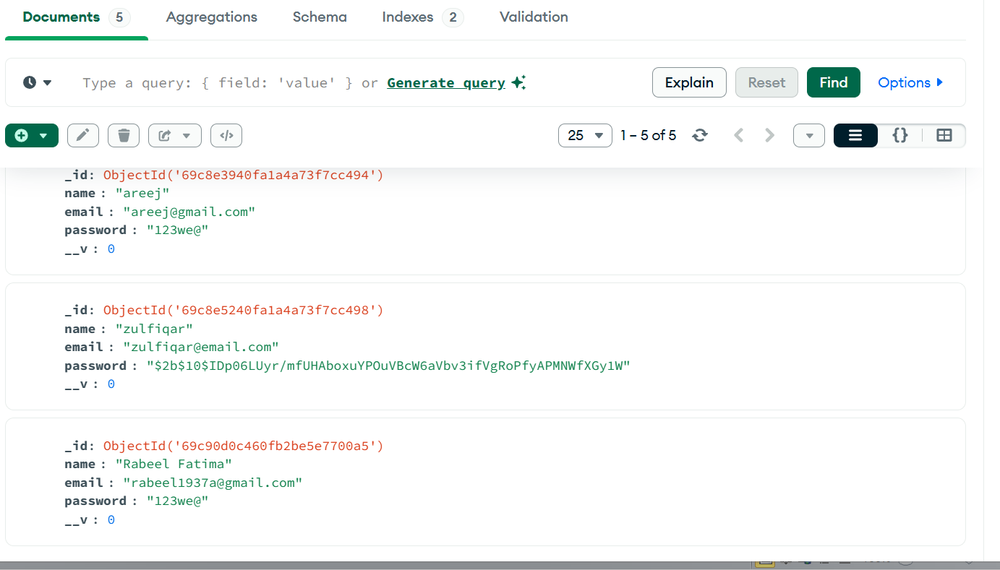 Documents 5 Aggregations Schema Indexes 2 Validation
Type a query: { field: 'value' } or Generate query Explain Reset Find Options
25 1 – 5 of 5 {}
_id: ObjectId('69c8e3940fa1a4a73f7cc494')
name : "areej"
email : "areej@gmail.com"
password : "123we@"
__v : 0
_id: ObjectId('69c8e5240fa1a4a73f7cc498')
name : "zulfiqar"
email : "zulfiqar@email.com"
password : "$2b$10$IDp06LUyr/mfUHAboxuYPOuVBcW6aVbv3ifVgRoPfyAPMNWfXGy1W"
__v : 0
_id: ObjectId('69c90d0c460fb2be5e7700a5')
name : "Rabeel Fatima"
email : "rabeel1937a@gmail.com"
password : "123we@"
__v : 0